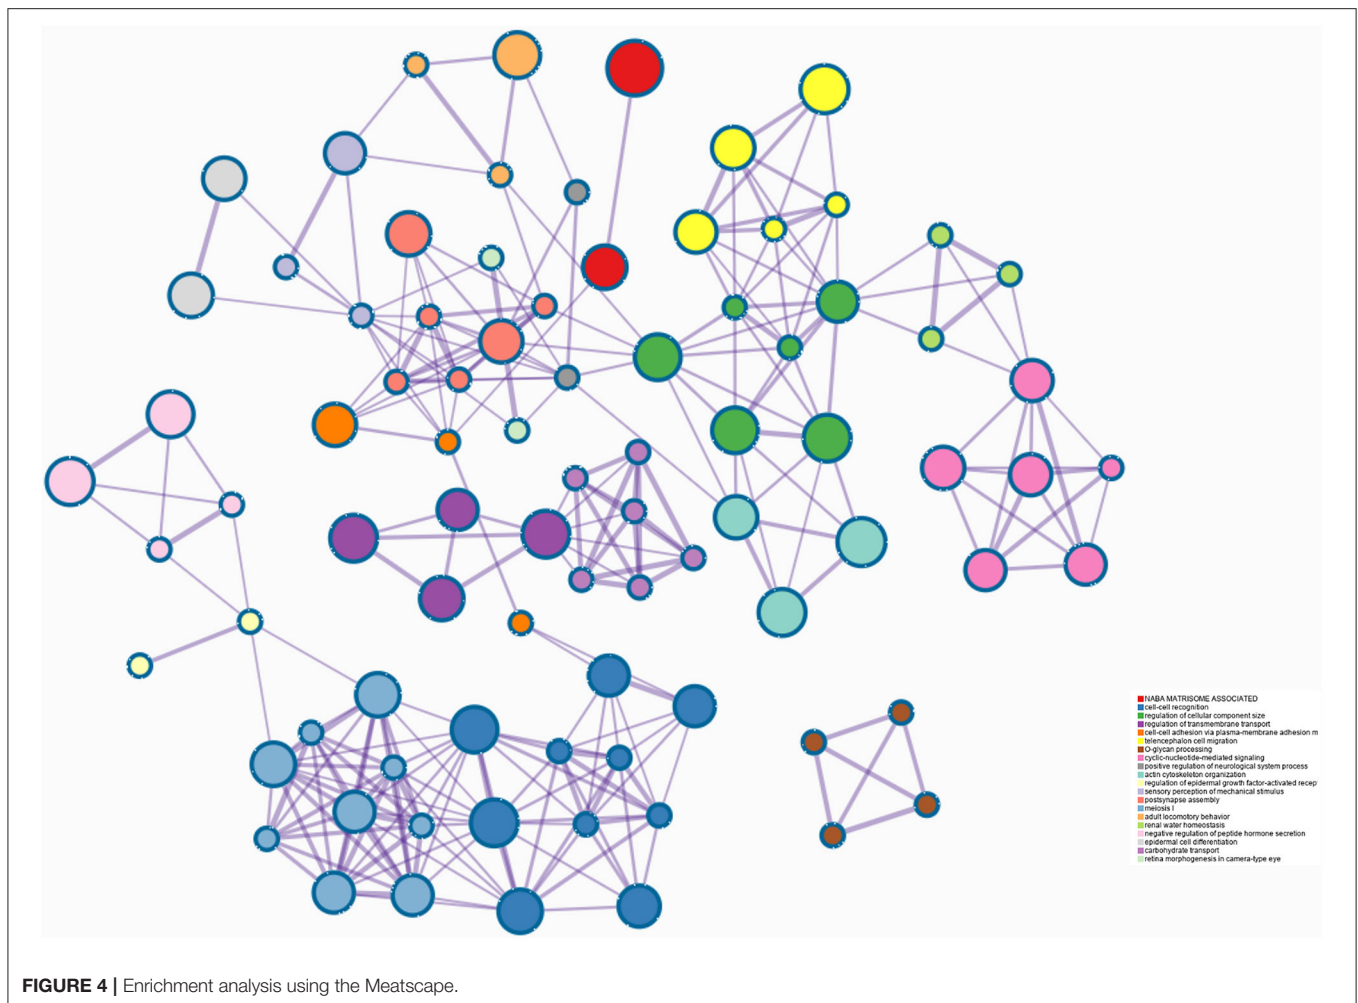 NABA MATRISOME ASSOCIATED
cell-cell recognition
regulation of cellular component size
regulation of transmembrane transport
cell-cell adhesion via plasma-membrane adhesion m
telencephalon cell migration
O-glycan processing
cyclic-nucleotide-mediated signaling
positive regulation of neurological system process
actin cytoskeleton organization
regulation of epidermal growth factor-activated recep
sensory perception of mechanical stimulus
postsynapse assembly
meiosis I
adult locomotory behavior
renal water homeostasis
negative regulation of peptide hormone secretion
epidermal cell differentiation
carbohydrate transport
retina morphogenesis in camera-type eye
FIGURE 4 | Enrichment analysis using the Meatscape.